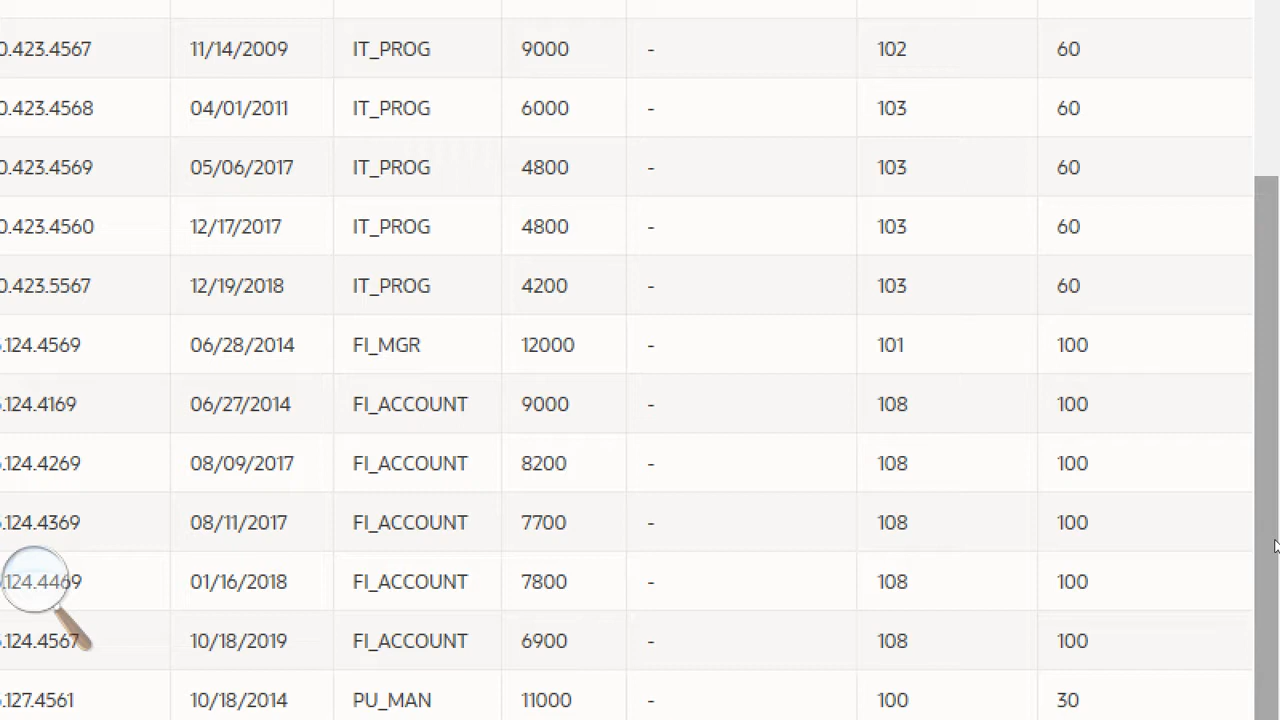 0.423.4567 11/14/2009 IT_PROG 9000 - 102 60
0.423.4568 04/01/2011 IT_PROG 6000 - 103 60
0.423.4569 05/06/2017 IT_PROG 4800 - 103 60
0.423.4560 12/17/2017 IT_PROG 4800 - 103 60
0.423.5567 12/19/2018 IT_PROG 4200 - 103 60
.124.4569 06/28/2014 FI_MGR 12000 - 101 100
.124.4169 06/27/2014 FI_ACCOUNT 9000 - 108 100
.124.4269 08/09/2017 FI_ACCOUNT 8200 - 108 100
.124.4369 08/11/2017 FI_ACCOUNT 7700 - 108 100
.124.4469 01/16/2018 FI_ACCOUNT 7800 - 108 100
.124.4567 10/18/2019 FI_ACCOUNT 6900 - 108 100
.127.4561 10/18/2014 PU_MAN 11000 - 100 30